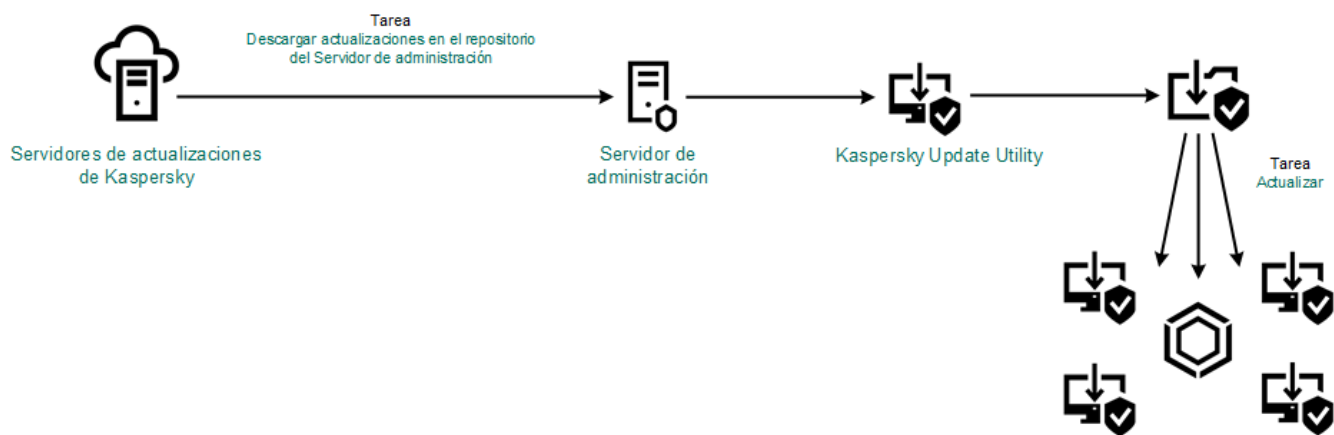 Tarea
Descargar actualizaciones en el repositorio
del Servidor de administración
Servidores de actualizaciones
de Kaspersky
Servidor de
administración
Kaspersky Update Utility
Tarea
Actualizar